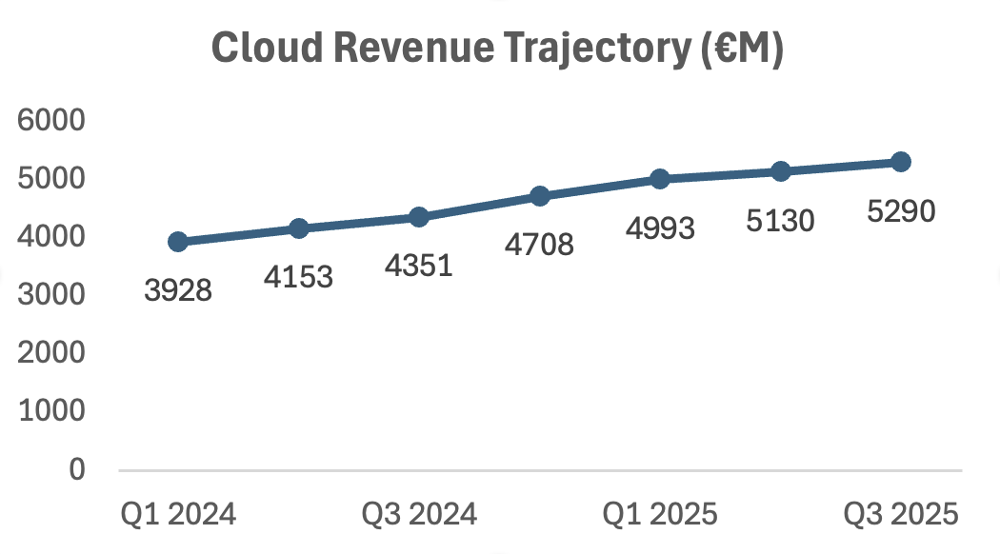 Cloud Revenue Trajectory (€M)
6000
5000
4000
3000
2000
1000
0
3928
4153
4351
4708
4993
5130
5290
Q1 2024
Q3 2024
Q1 2025
Q3 2025